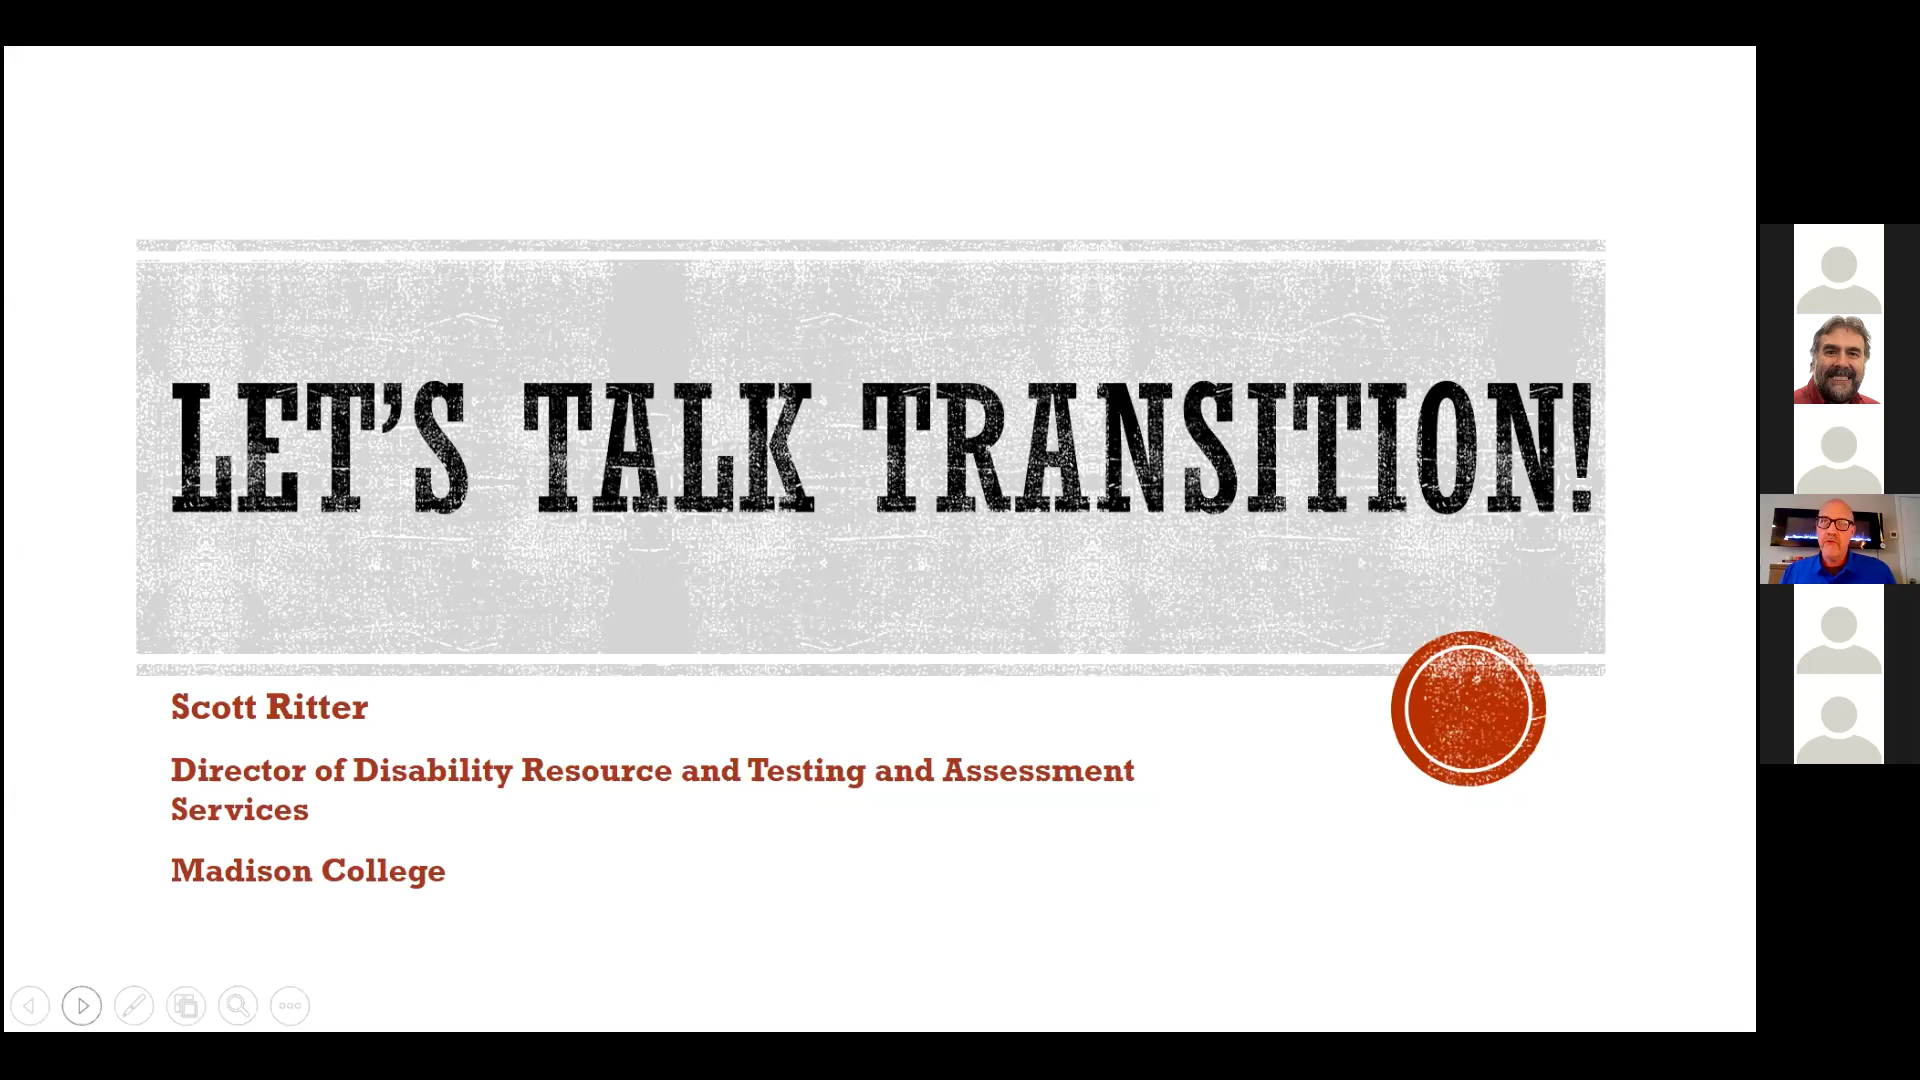 LET'S TALK TRANSITION!
Scott Ritter
Director of Disability Resource and Testing and Assessment
Services
Madison College